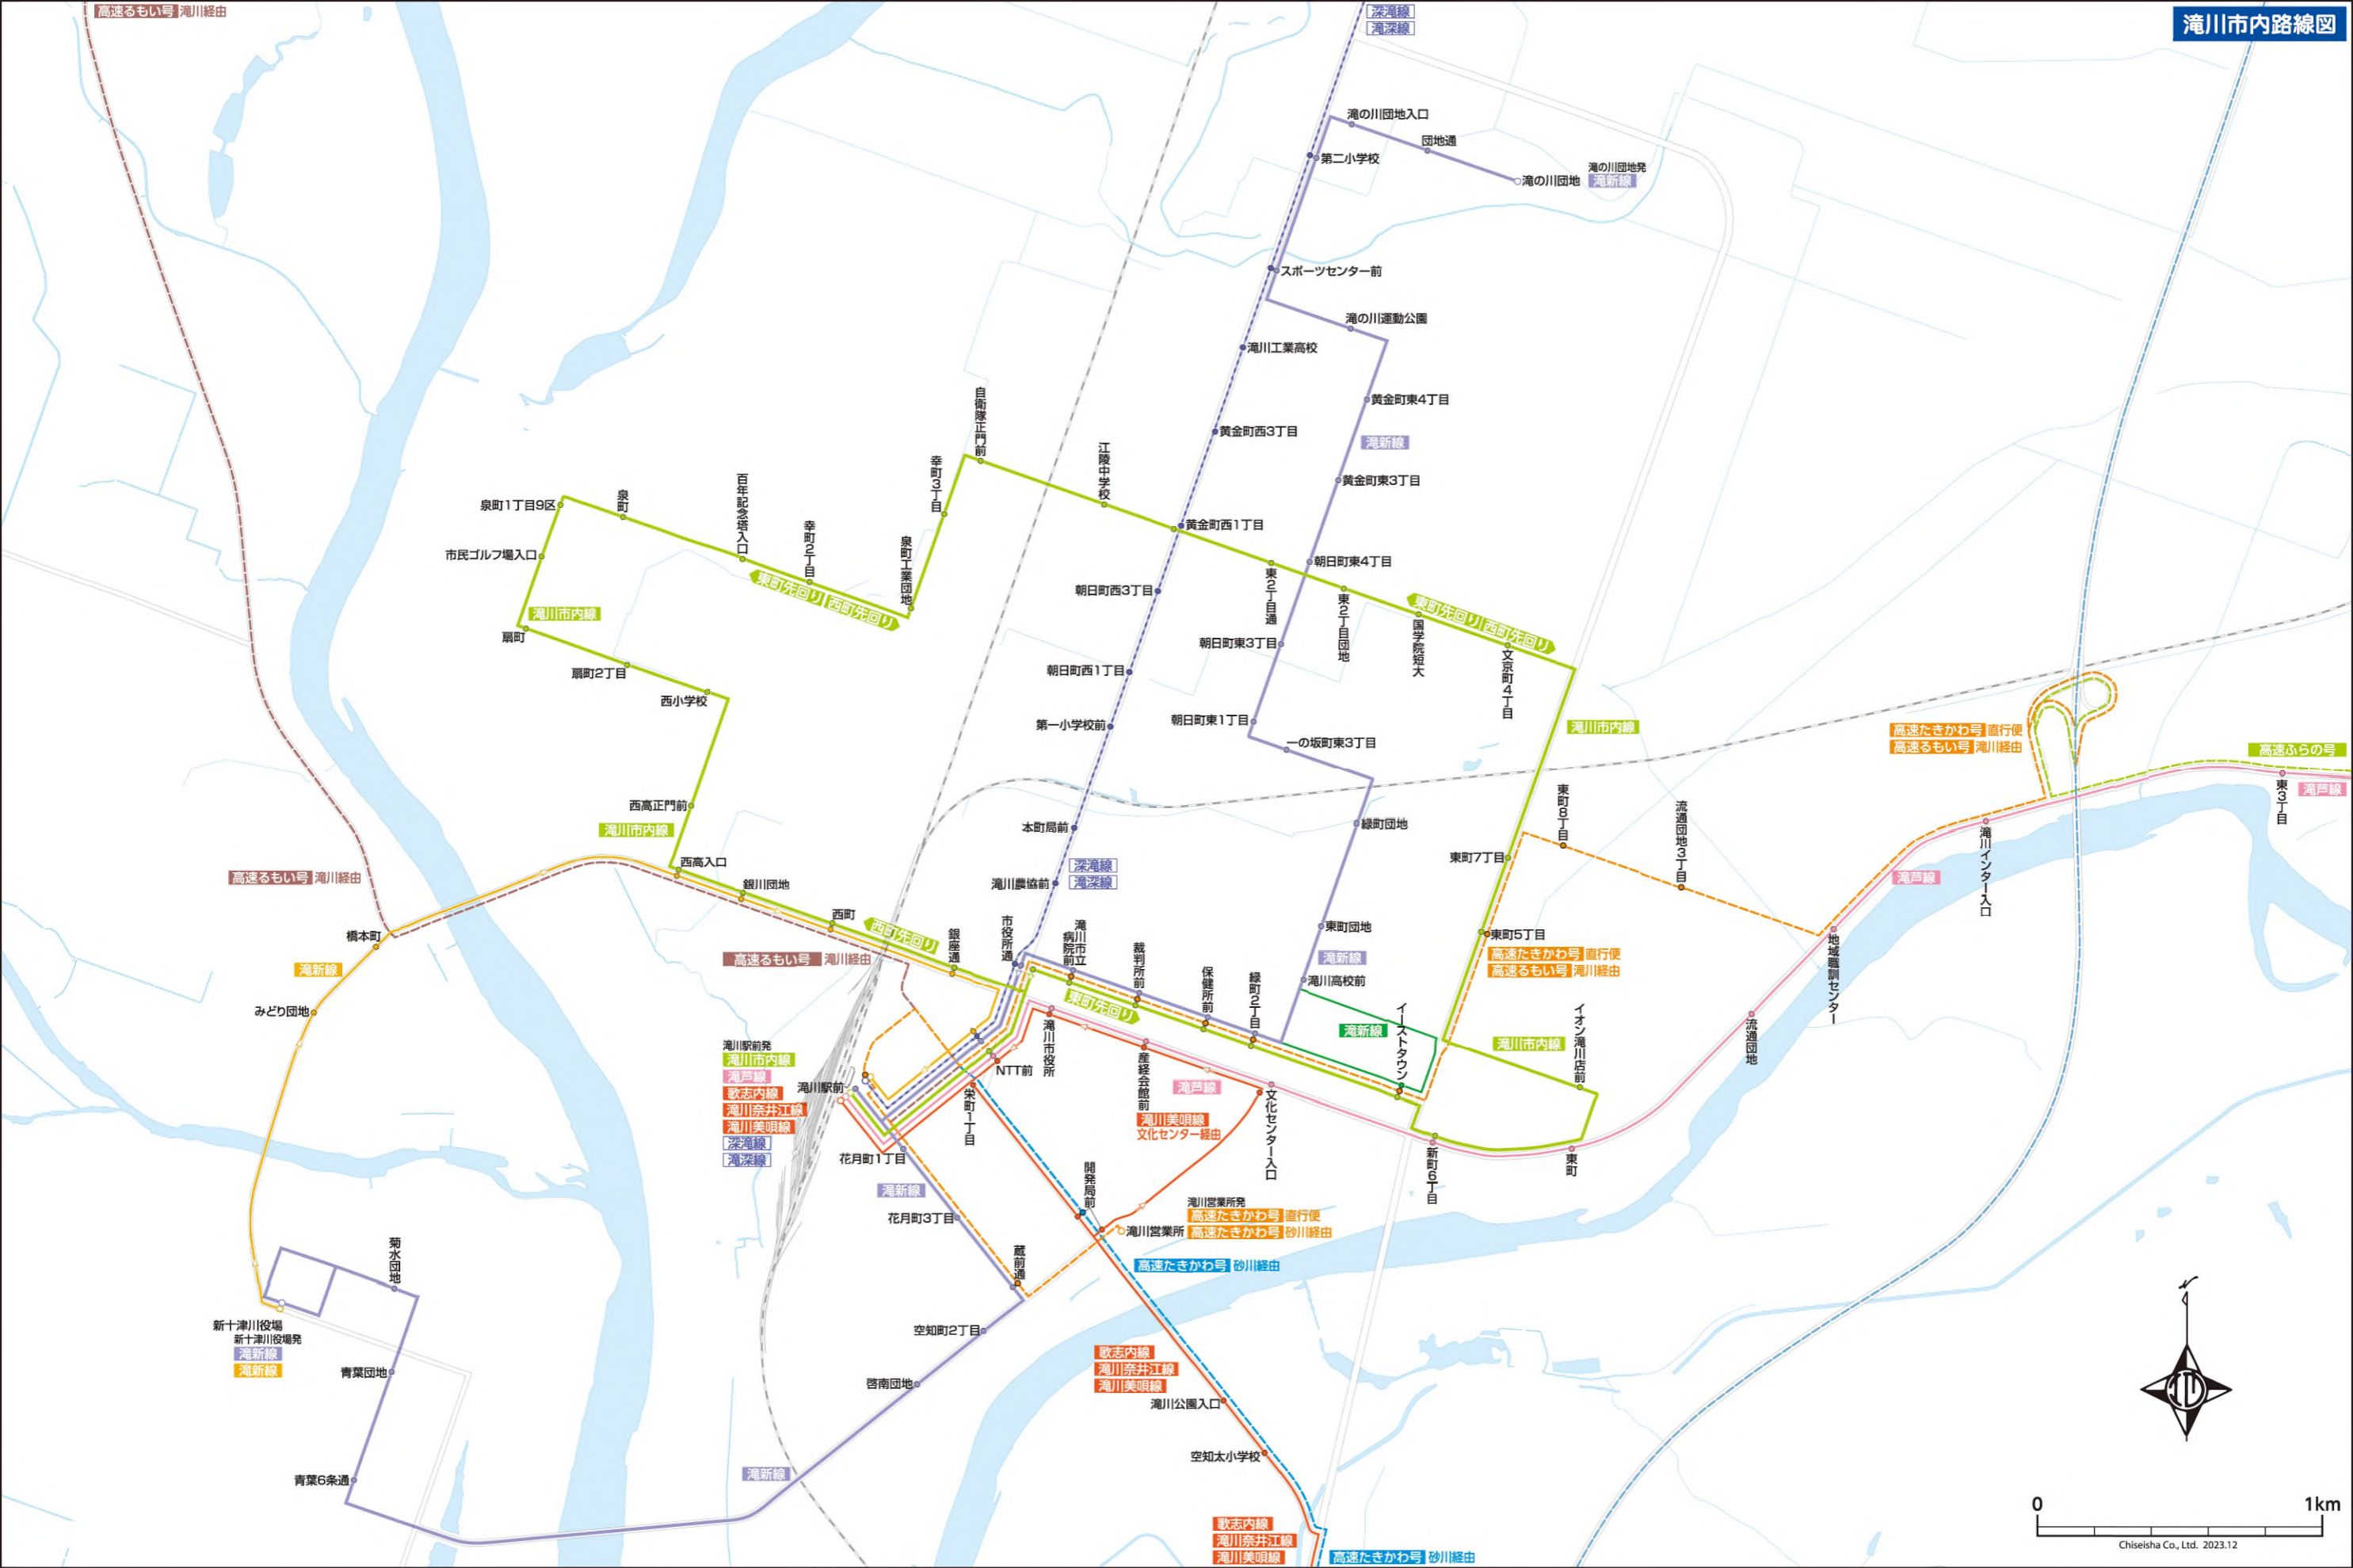 高速るもい号 滝川経由
深滝線
滝深線
滝川市内路線図
滝の川団地入口
団地通
第二小学校
滝の川団地発
滝の川団地 滝新線
スポーツセンター前
滝の川運動公園
滝川工業高校
黄金町東4丁目
黄金町西3丁目
滝新線
黄金町東3丁目
自衛隊正門前
江陵中学校
幸町3丁目
百年記念塔入口
泉町
泉町1丁目9区
幸町2丁目
泉町工業団地
黄金町西1丁目
市民ゴルフ場入口
朝日町東4丁目
東町先回り 西町先回り
滝川市内線
扇町
朝日町西3丁目
東2丁目通
東2丁目団地
東町先回り 西町先回り
国学院短大
文京町4丁目
朝日町東3丁目
扇町2丁目
朝日町西1丁目
西小学校
第一小学校前
朝日町東1丁目
一の坂町東3丁目
滝川市内線
高速たきかわ号 直行便
高速るもい号 滝川経由
高速ふらの号
東3丁目
滝芦線
東町8丁目
流通団地3丁目
西高正門前
滝川市内線
本町局前
緑町団地
滝川インター入口
東町7丁目
西高入口
深滝線
滝深線
滝川農協前
高速るもい号 滝川経由
滝芦線
銀川団地
西町
西町先回り
銀座通
市役所通
滝川市立病院前
裁判所前
東町団地
東町5丁目
橋本町
地域職訓センター
高速たきかわ号 直行便
高速るもい号 滝川経由
高速るもい号 滝川経由
滝新線
滝新線
保健所前
緑町2丁目
滝川高校前
東町先回り
みどり団地
滝川市役所
滝新線
イーストタウン
イオン滝川店前
滝川市内線
流通団地
滝川駅前発
滝川市内線
滝芦線
歌志内線
滝川奈井江線
滝川美唄線
深滝線
滝深線
滝川駅前
NTT前
産経会館前
滝芦線
栄町1丁目
文化センター入口
滝川美唄線
文化センター経由
花月町1丁目
新町6丁目
東町
滝新線
開発局前
花月町3丁目
滝川営業所発
高速たきかわ号 直行便
滝川営業所 高速たきかわ号 砂川経由
蔵前通
高速たきかわ号 砂川経由
菊水団地
新十津川役場
新十津川役場発
滝新線
滝新線
空知町2丁目
青葉団地
啓南団地
歌志内線
滝川奈井江線
滝川美唄線
滝川公園入口
空知太小学校
滝新線
青葉6条通
歌志内線
滝川奈井江線
滝川美唄線
高速たきかわ号 砂川経由
0 1km
Chiseisha Co., Ltd. 2023.12